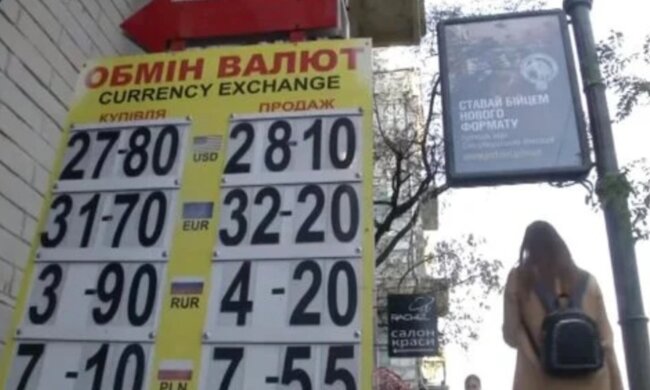 ОБМІН ВАЛЮТ
CURRENCY EXCHANGE
КУПІВЛЯ ПРОДАЖ
27-80 USD 28-10
31-70 EUR 32-20
3-90 RUR 4-20
7-10 PLN 7-55
СТАВАЙ БІЙЦЕМ
НОВОГО
ФОРМАТУ
салон
краси